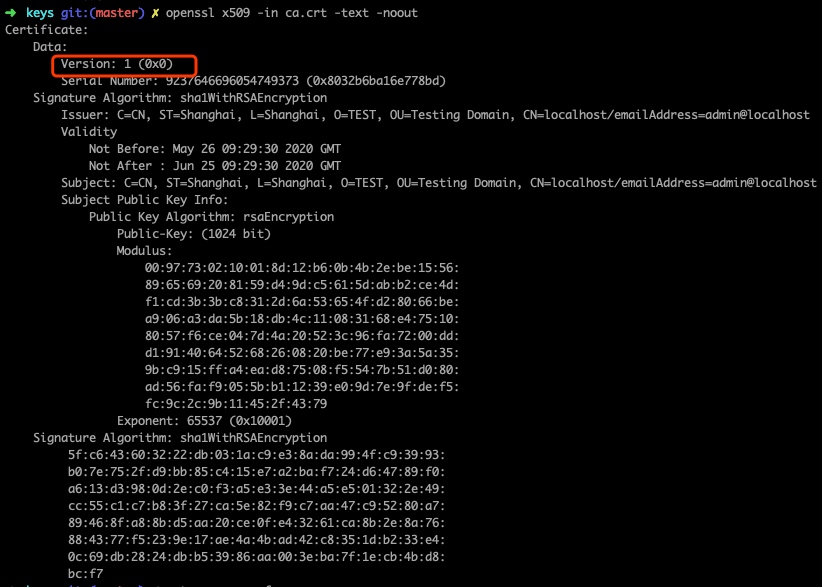 ➜ keys git:(master) ✗ openssl x509 -in ca.crt -text -noout
Certificate:
Data:
Version: 1 (0x0)
Serial Number: 9237646696054749373 (0x8032b6ba16e778bd)
Signature Algorithm: sha1WithRSAEncryption
Issuer: C=CN, ST=Shanghai, L=Shanghai, O=TEST, OU=Testing Domain, CN=localhost/emailAddress=admin@localhost
Validity
Not Before: May 26 09:29:30 2020 GMT
Not After : Jun 25 09:29:30 2020 GMT
Subject: C=CN, ST=Shanghai, L=Shanghai, O=TEST, OU=Testing Domain, CN=localhost/emailAddress=admin@localhost
Subject Public Key Info:
Public Key Algorithm: rsaEncryption
Public-Key: (1024 bit)
Modulus:
00:97:73:02:10:01:8d:12:b6:0b:4b:2e:be:15:56:
89:65:69:20:81:59:d4:9d:c5:61:5d:ab:b2:ce:4d:
f1:cd:3b:3b:c8:31:2d:6a:53:65:4f:d2:80:66:be:
a9:06:a3:da:5b:18:db:4c:11:08:31:68:e4:75:10:
80:57:f6:ce:04:7d:4a:20:52:3c:96:fa:72:00:dd:
d1:91:40:64:52:68:26:08:20:be:77:e9:3a:5a:35:
9b:c9:15:ff:a4:ea:d8:75:08:f5:54:7b:51:d0:80:
ad:56:fa:f9:05:5b:b1:12:39:e0:9d:7e:9f:de:f5:
fc:9c:2c:9b:11:45:2f:43:79
Exponent: 65537 (0x10001)
Signature Algorithm: sha1WithRSAEncryption
5f:c6:43:60:32:22:db:03:1a:c9:e3:8a:da:99:4f:c9:39:93:
b0:7e:75:2f:d9:bb:85:c4:15:e7:a2:ba:f7:24:d6:47:89:f0:
a6:13:d3:98:0d:2e:c0:f3:a5:e3:3e:44:a5:e5:01:32:2e:49:
cc:55:c1:c7:b8:3f:27:ca:5e:82:f9:c7:aa:47:c9:52:80:a7:
89:46:8f:a8:8b:d5:aa:20:ce:0f:e4:32:61:ca:8b:2e:8a:76:
88:43:77:f5:23:9e:17:ae:4a:4b:ad:42:c8:35:1d:b2:33:e4:
0c:69:db:28:24:db:b5:39:86:aa:00:3e:ba:7f:1e:cb:4b:d8:
bc:f7